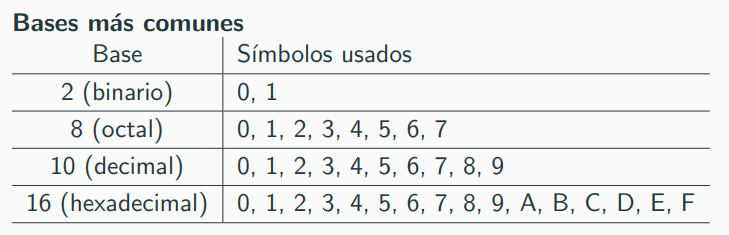 Bases más comunes
Base Símbolos usados
2 (binario) 0, 1
8 (octal) 0, 1, 2, 3, 4, 5, 6, 7
10 (decimal) 0, 1, 2, 3, 4, 5, 6, 7, 8, 9
16 (hexadecimal) 0, 1, 2, 3, 4, 5, 6, 7, 8, 9, A, B, C, D, E, F